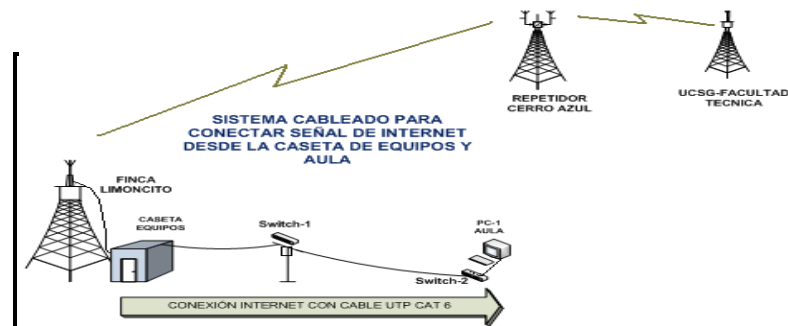 REPETIDOR
CERRO AZUL
UCSG-FACULTAD
TECNICA
SISTEMA CABLEADO PARA
CONECTAR SEÑAL DE INTERNET
DESDE LA CASETA DE EQUIPOS Y
AULA
FINCA
LIMONCITO
CASETA
EQUIPOS
Switch-1
PC-1
AULA
Switch-2
CONEXIÓN INTERNET CON CABLE UTP CAT 6